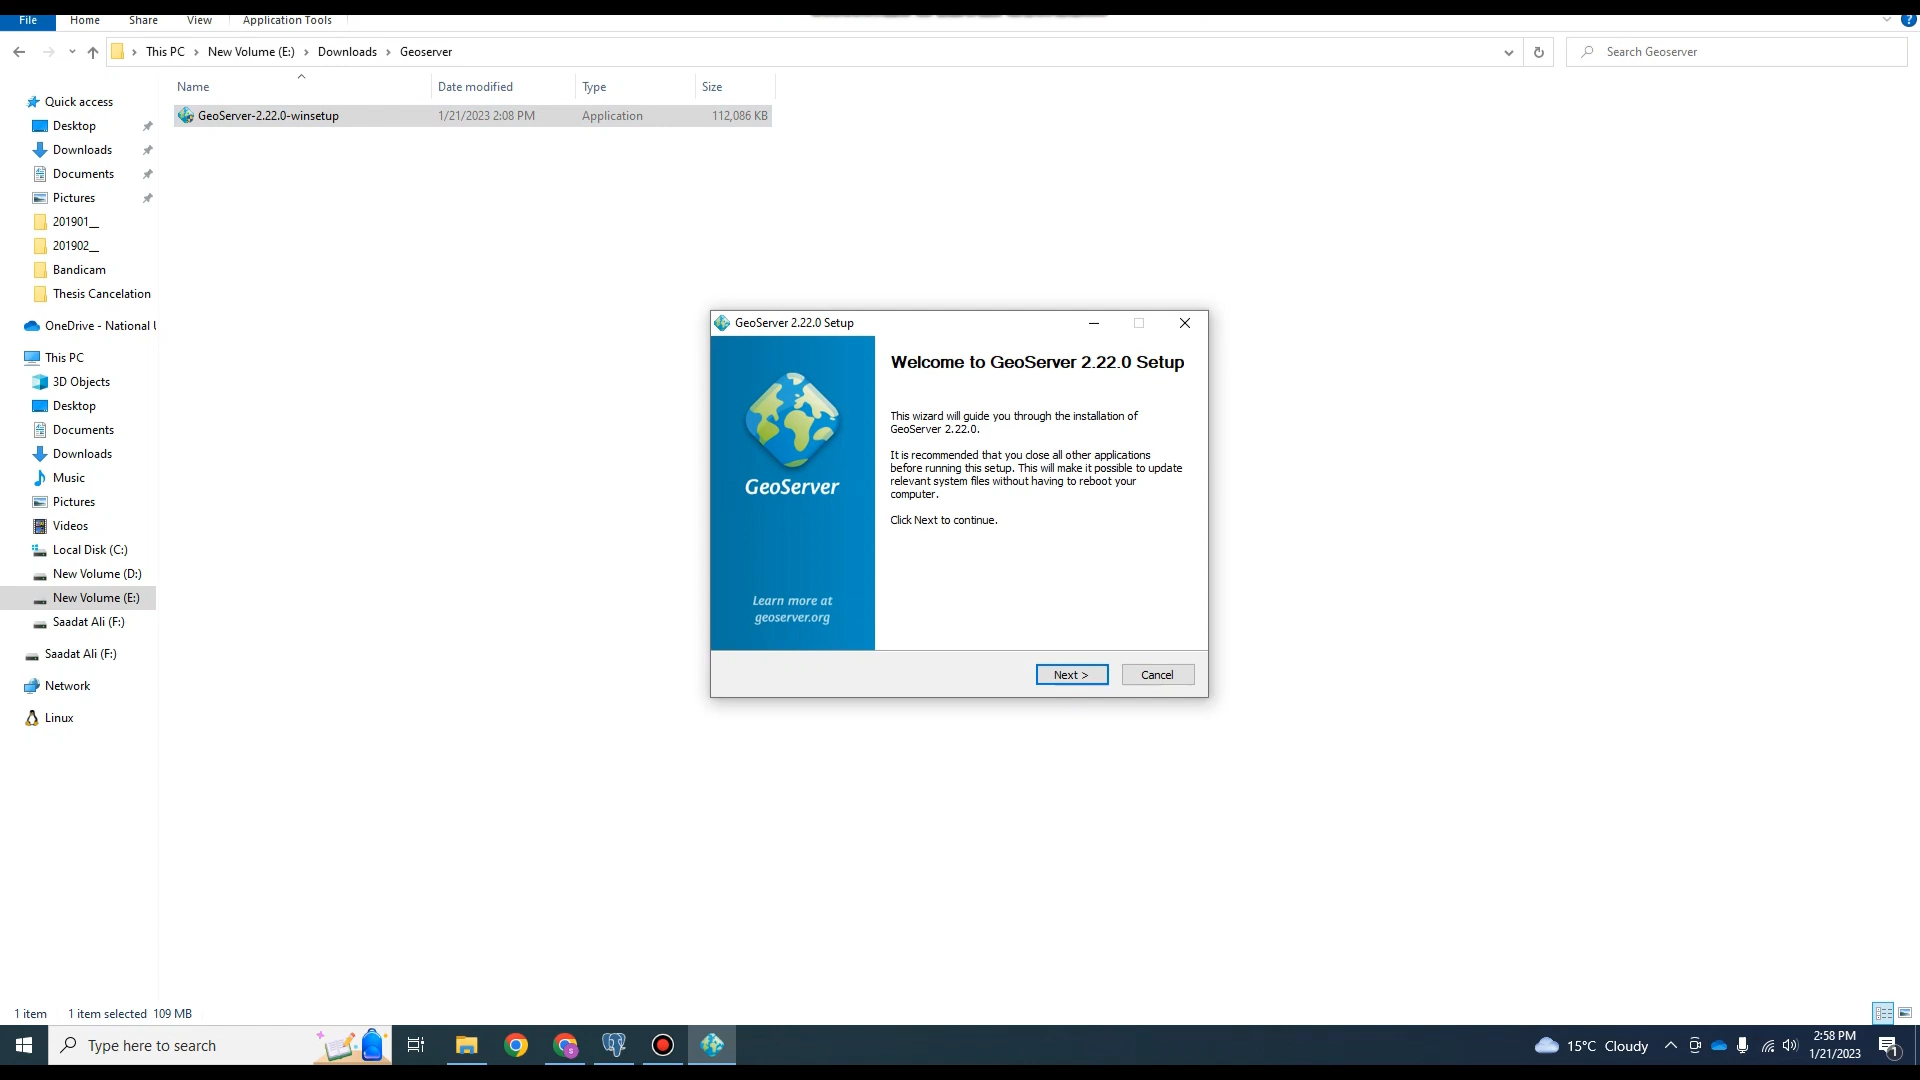 File Home Share View Application Tools
This PC > New Volume (E:) > Downloads > Geoserver
Search Geoserver
Name Date modified Type Size
GeoServer-2.22.0-winsetup 1/21/2023 2:08 PM Application 112,086 KB
Quick access
Desktop
Downloads
Documents
Pictures
201901__
201902__
Bandicam
Thesis Cancelation
OneDrive - National
This PC
3D Objects
Desktop
Documents
Downloads
Music
Pictures
Videos
Local Disk (C:)
New Volume (D:)
New Volume (E:)
Saadat Ali (F:)
Saadat Ali (F:)
Network
Linux
GeoServer 2.22.0 Setup
Welcome to GeoServer 2.22.0 Setup
This wizard will guide you through the installation of
GeoServer 2.22.0.
It is recommended that you close all other applications
before running this setup. This will make it possible to update
relevant system files without having to reboot your
computer.
Click Next to continue.
GeoServer
Learn more at
geoserver.org
Next >
Cancel
1 item 1 item selected 109 MB
Type here to search
15°C Cloudy
2:58 PM
1/21/2023
1